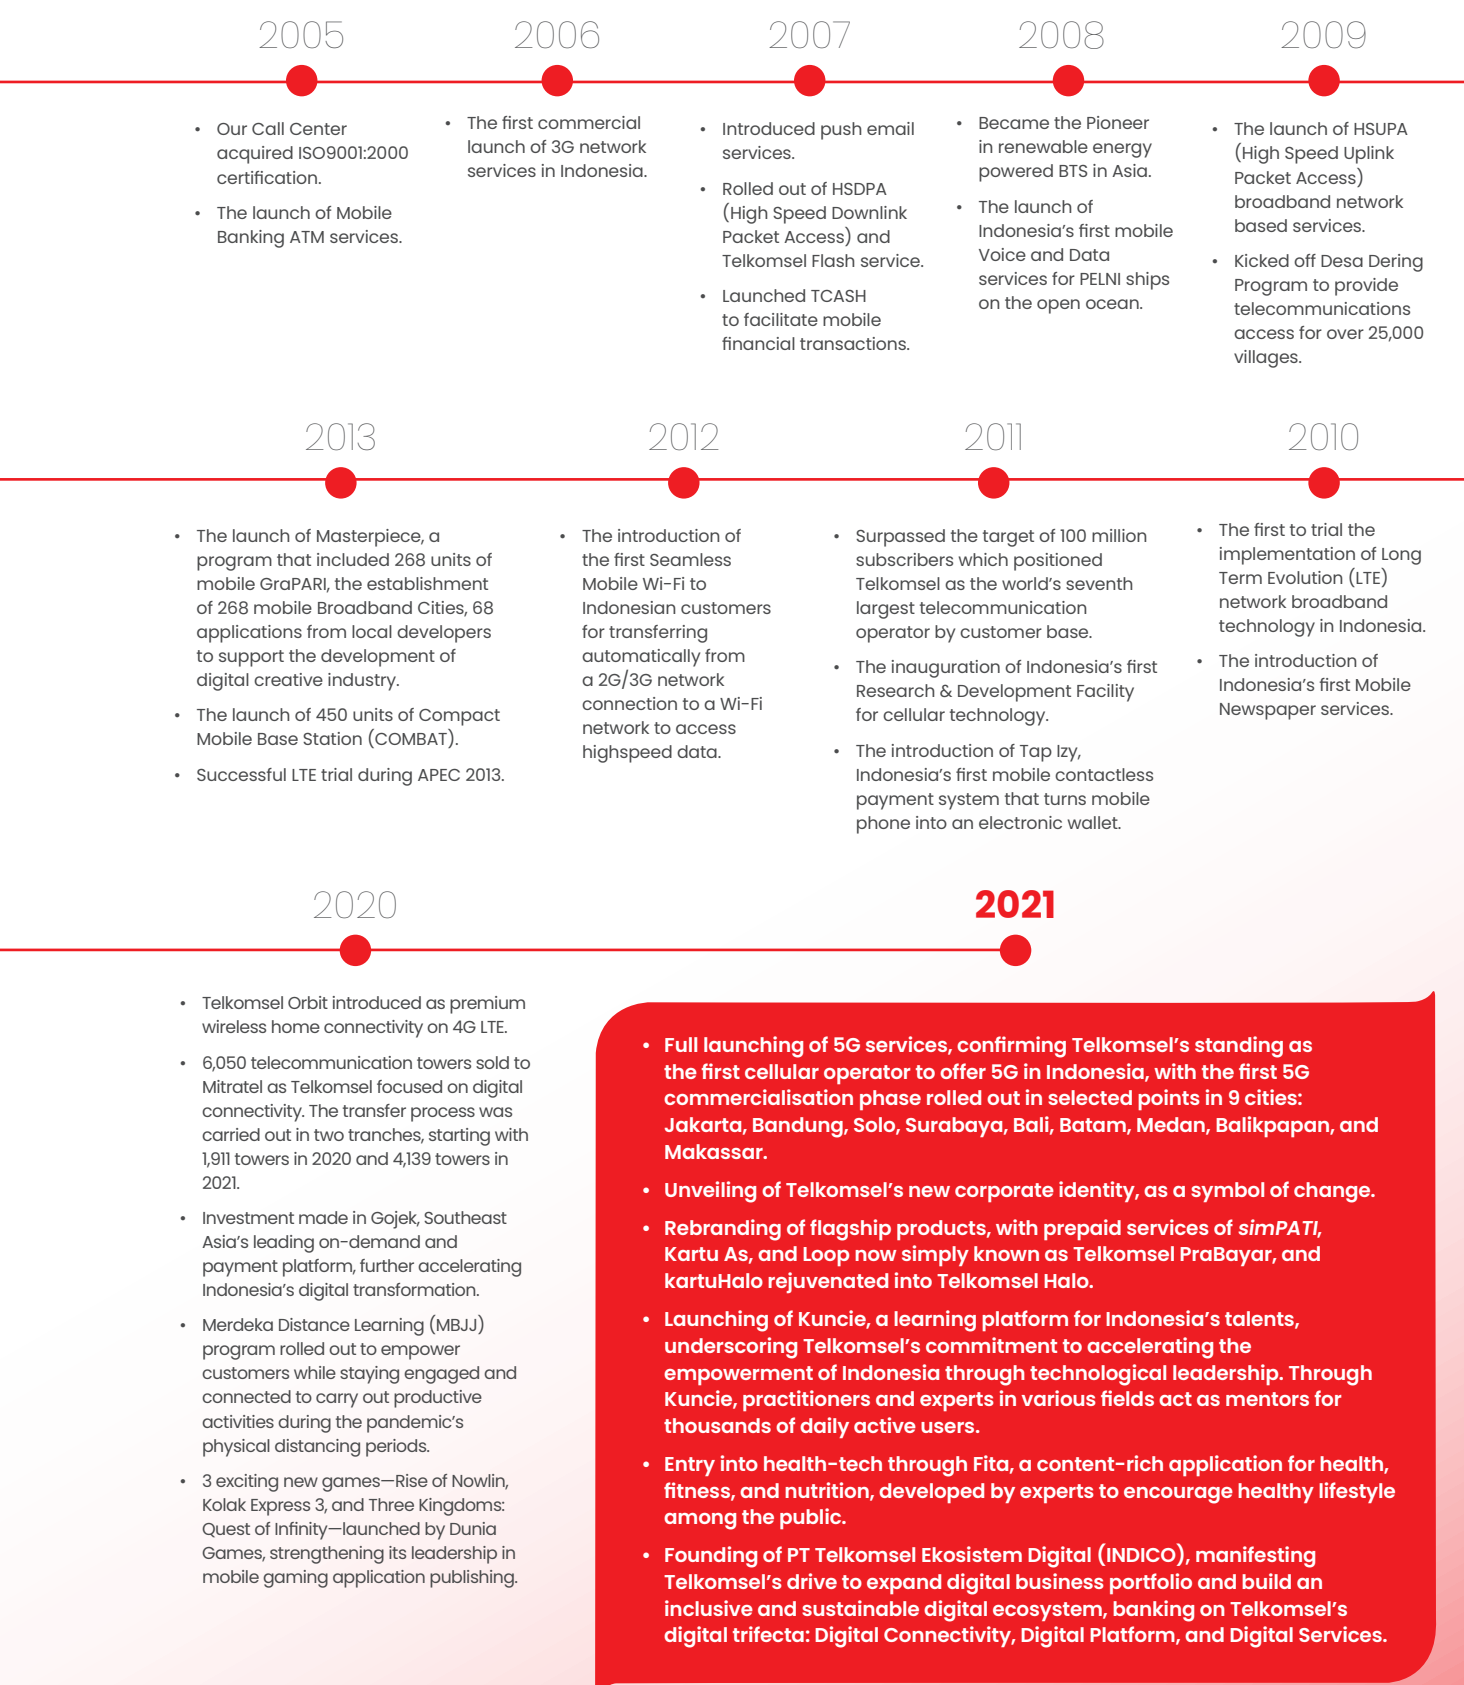 2005
• Our Call Center
acquired ISO9001:2000
certification.
• The launch of Mobile
Banking ATM services.
2006
• The first commercial
launch of 3G network
services in Indonesia.
2007
• Introduced push email
services.
• Rolled out of HSDPA
(High Speed Downlink
Packet Access) and
Telkomsel Flash service.
• Launched TCASH
to facilitate mobile
financial transactions.
2008
• Became the Pioneer
in renewable energy
powered BTS in Asia.
• The launch of
Indonesia's first mobile
Voice and Data
services for PELNI ships
on the open ocean.
2009
• The launch of HSUPA
(High Speed Uplink
Packet Access)
broadband network
based services.
• Kicked off Desa Dering
Program to provide
telecommunications
access for over 25,000
villages.
2013
• The launch of Masterpiece, a
program that included 268 units of
mobile GraPARI, the establishment
of 268 mobile Broadband Cities, 68
applications from local developers
to support the development of
digital creative industry.
• The launch of 450 units of Compact
Mobile Base Station (COMBAT).
• Successful LTE trial during APEC 2013.
2012
• The introduction of
the first Seamless
Mobile Wi-Fi to
Indonesian customers
for transferring
automatically from
a 2G/3G network
connection to a Wi-Fi
network to access
highspeed data.
2011
• Surpassed the target of 100 million
subscribers which positioned
Telkomsel as the world's seventh
largest telecommunication
operator by customer base.
• The inauguration of Indonesia's first
Research & Development Facility
for cellular technology.
• The introduction of Tap Izy,
Indonesia's first mobile contactless
payment system that turns mobile
phone into an electronic wallet.
2010
• The first to trial the
implementation of Long
Term Evolution (LTE)
network broadband
technology in Indonesia.
• The introduction of
Indonesia's first Mobile
Newspaper services.
2020
• Telkomsel Orbit introduced as premium
wireless home connectivity on 4G LTE.
• 6,050 telecommunication towers sold to
Mitratel as Telkomsel focused on digital
connectivity. The transfer process was
carried out in two tranches, starting with
1,911 towers in 2020 and 4,139 towers in
2021.
• Investment made in Gojek, Southeast
Asia's leading on-demand and
payment platform, further accelerating
Indonesia's digital transformation.
• Merdeka Distance Learning (MBJJ)
program rolled out to empower
customers while staying engaged and
connected to carry out productive
activities during the pandemic's
physical distancing periods.
• 3 exciting new games—Rise of Nowlin,
Kolak Express 3, and Three Kingdoms:
Quest of Infinity—launched by Dunia
Games, strengthening its leadership in
mobile gaming application publishing.
2021
• Full launching of 5G services, confirming Telkomsel's standing as
the first cellular operator to offer 5G in Indonesia, with the first 5G
commercialisation phase rolled out in selected points in 9 cities:
Jakarta, Bandung, Solo, Surabaya, Bali, Batam, Medan, Balikpapan, and
Makassar.
• Unveiling of Telkomsel's new corporate identity, as a symbol of change.
• Rebranding of flagship products, with prepaid services of simPATI,
Kartu As, and Loop now simply known as Telkomsel PraBayar, and
kartuHalo rejuvenated into Telkomsel Halo.
• Launching of Kuncie, a learning platform for Indonesia's talents,
underscoring Telkomsel's commitment to accelerating the
empowerment of Indonesia through technological leadership. Through
Kuncie, practitioners and experts in various fields act as mentors for
thousands of daily active users.
• Entry into health-tech through Fita, a content-rich application for health,
fitness, and nutrition, developed by experts to encourage healthy lifestyle
among the public.
• Founding of PT Telkomsel Ekosistem Digital (INDICO), manifesting
Telkomsel's drive to expand digital business portfolio and build an
inclusive and sustainable digital ecosystem, banking on Telkomsel's
digital trifecta: Digital Connectivity, Digital Platform, and Digital Services.